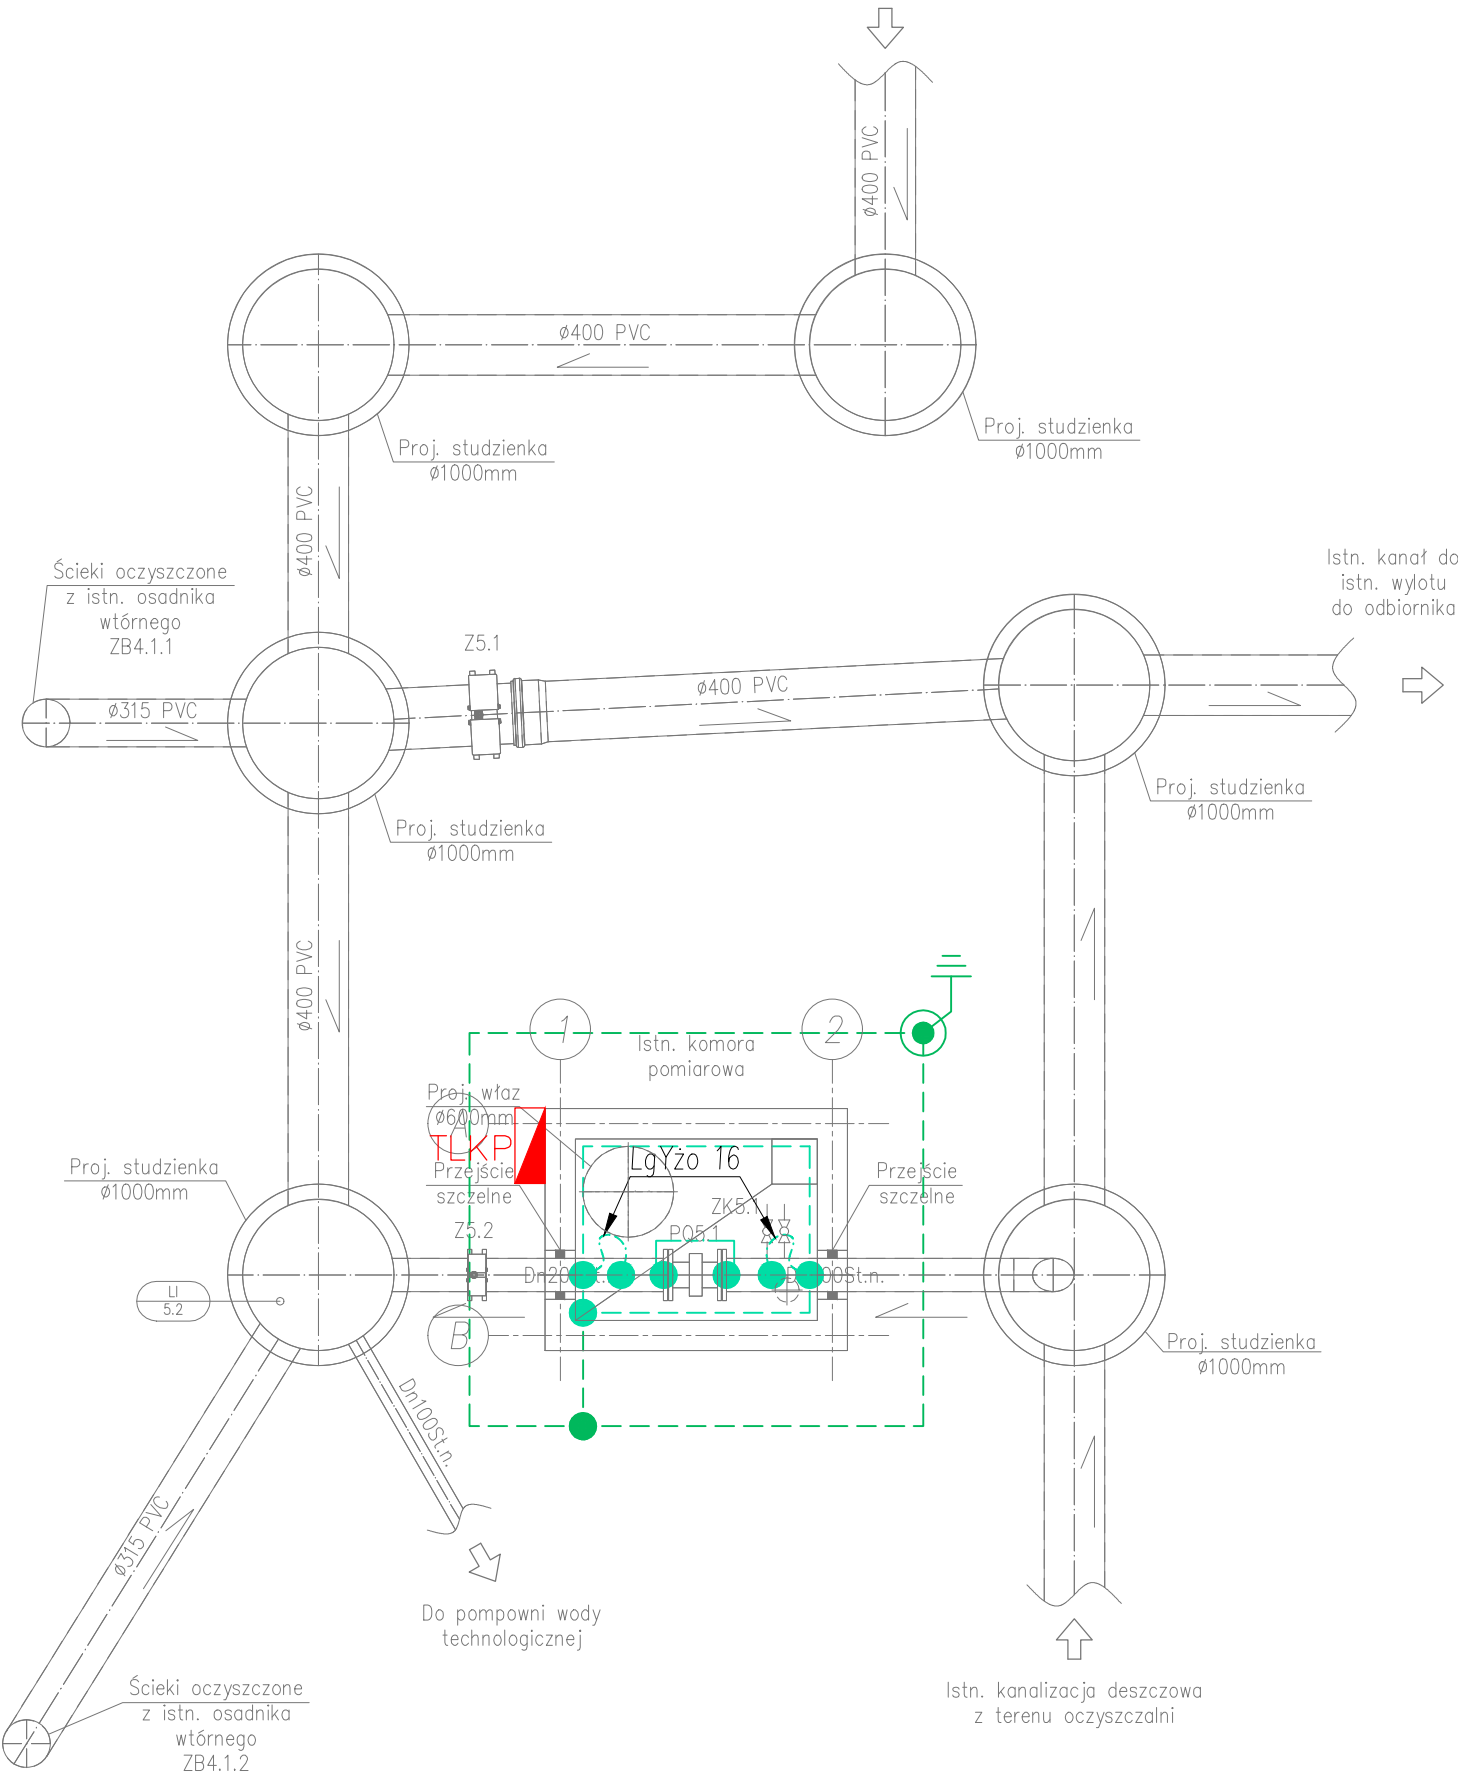 ø400 PVC
ø400 PVC
Proj. studzienka
ø1000mm
Proj. studzienka
ø1000mm
ø400 PVC
Ścieki oczyszczone
z istn. osadnika
wtórnego
ZB4.1.1
Istn. kanał do
istn. wylotu
do odbiornika
Z5.1
ø315 PVC
ø400 PVC
Proj. studzienka
ø1000mm
Proj. studzienka
ø1000mm
ø400 PVC
1
2
Istn. komora
pomiarowa
Proj. właz
ø600mm
A
TLKP
LgYżo 16
Proj. studzienka
ø1000mm
Przejście
szczelne
Przejście
szczelne
ZK5.1
Z5.2
PQ5.1
LI
5.2
B
Proj. studzienka
ø1000mm
Dn100St.n.
ø315 PVC
Do pompowni wody
technologicznej
Ścieki oczyszczone
z istn. osadnika
wtórnego
ZB4.1.2
Istn. kanalizacja deszczowa
z terenu oczyszczalni